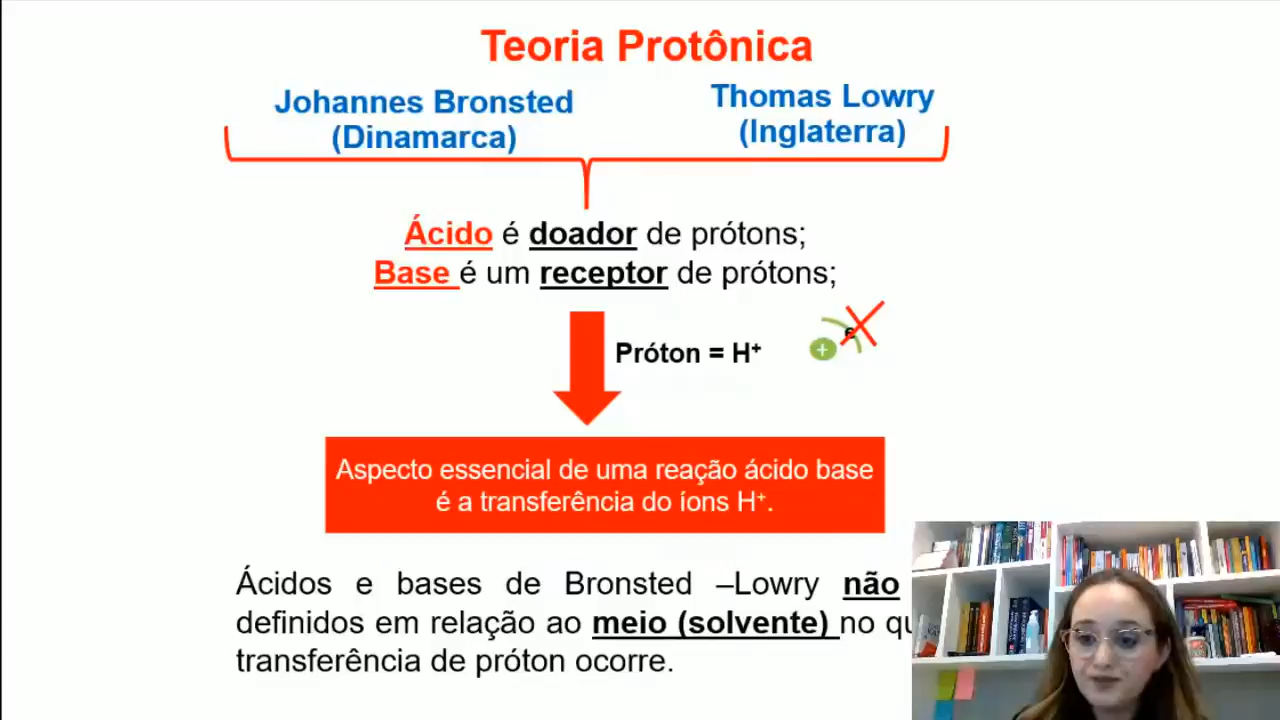 Teoria Protônica
Johannes Bronsted
(Dinamarca)
Thomas Lowry
(Inglaterra)
Ácido é doador de prótons;
Base é um receptor de prótons;
Próton = H⁺
+
e
Aspecto essencial de uma reação ácido base
é a transferência do íons H⁺.
Ácidos e bases de Bronsted –Lowry não
definidos em relação ao meio (solvente) no
transferência de próton ocorre.